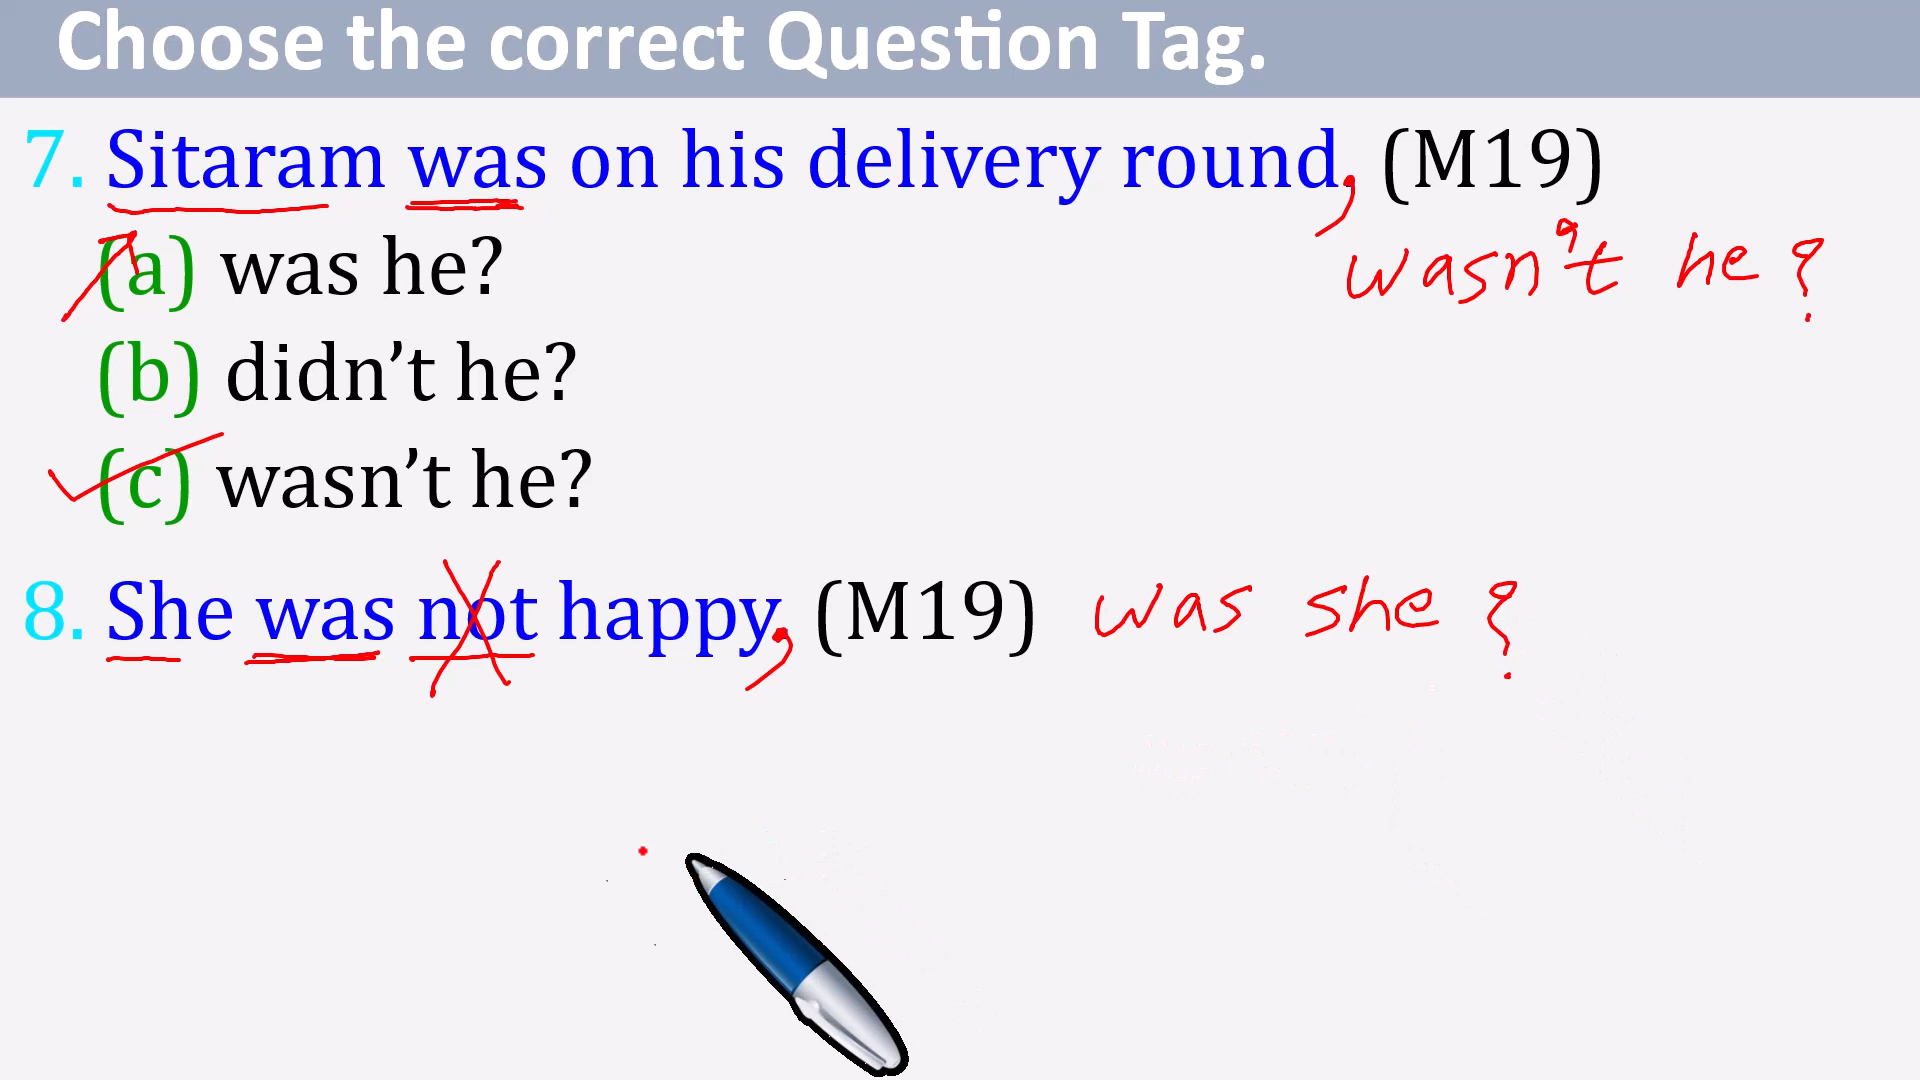 Choose the correct Question Tag.
7. Sitaram was on his delivery round, (M19)
wasn't he?
(a) was he?
(b) didn’t he?
(c) wasn’t he?
8. She was not happy, (M19) was she?